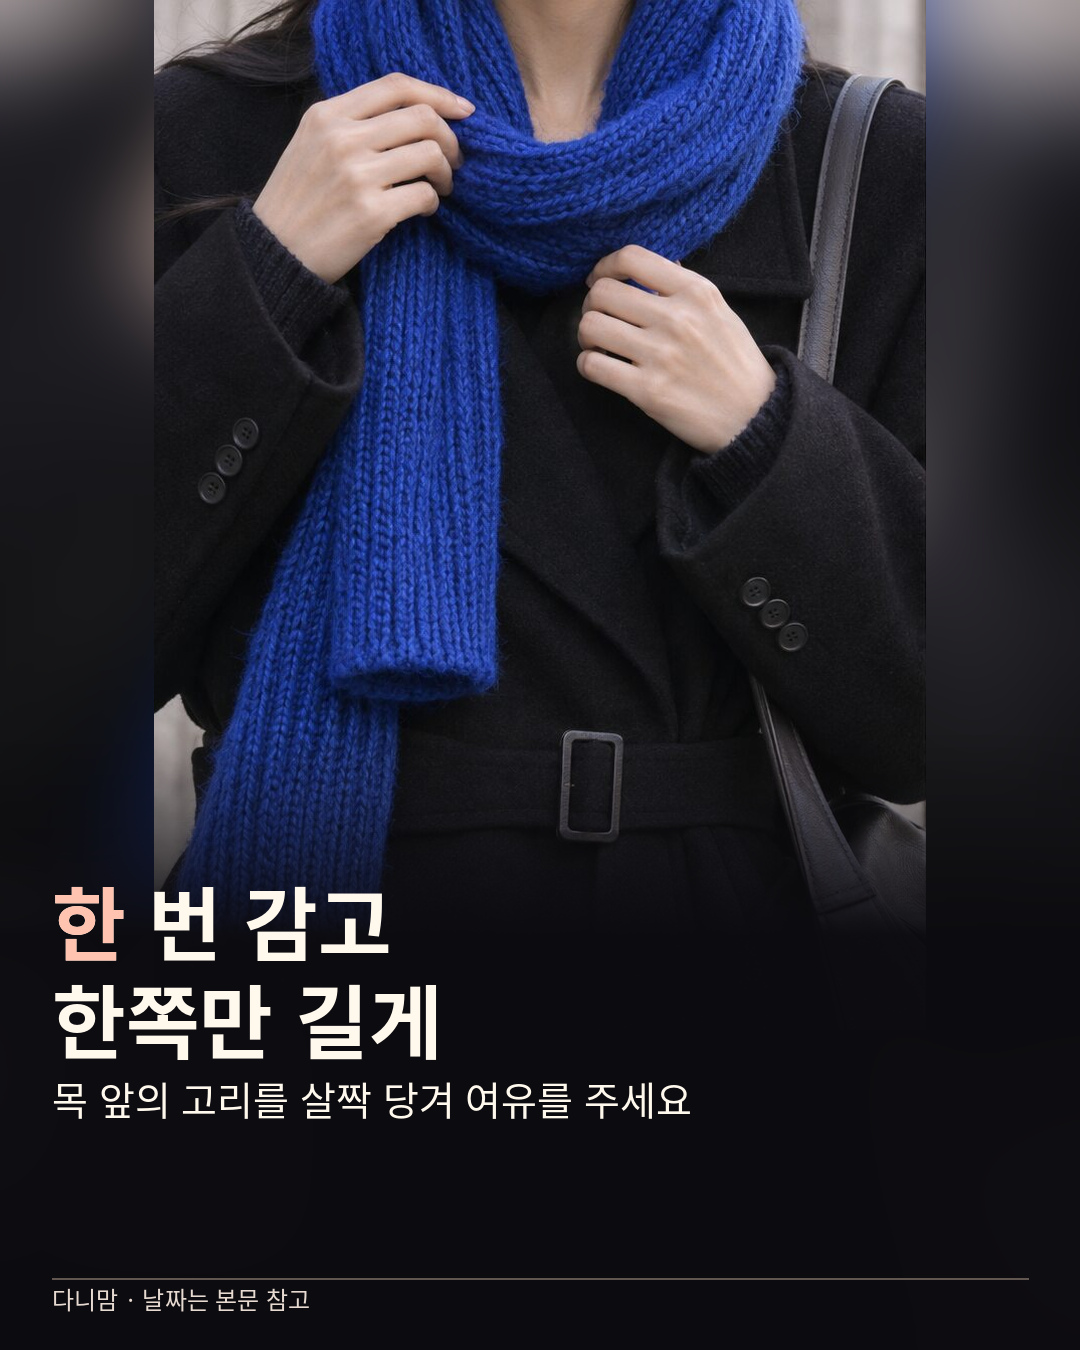 한 번 감고
한쪽만 길게
목 앞의 고리를 살짝 당겨 여유를 주세요
다니맘 · 날짜는 본문 참고